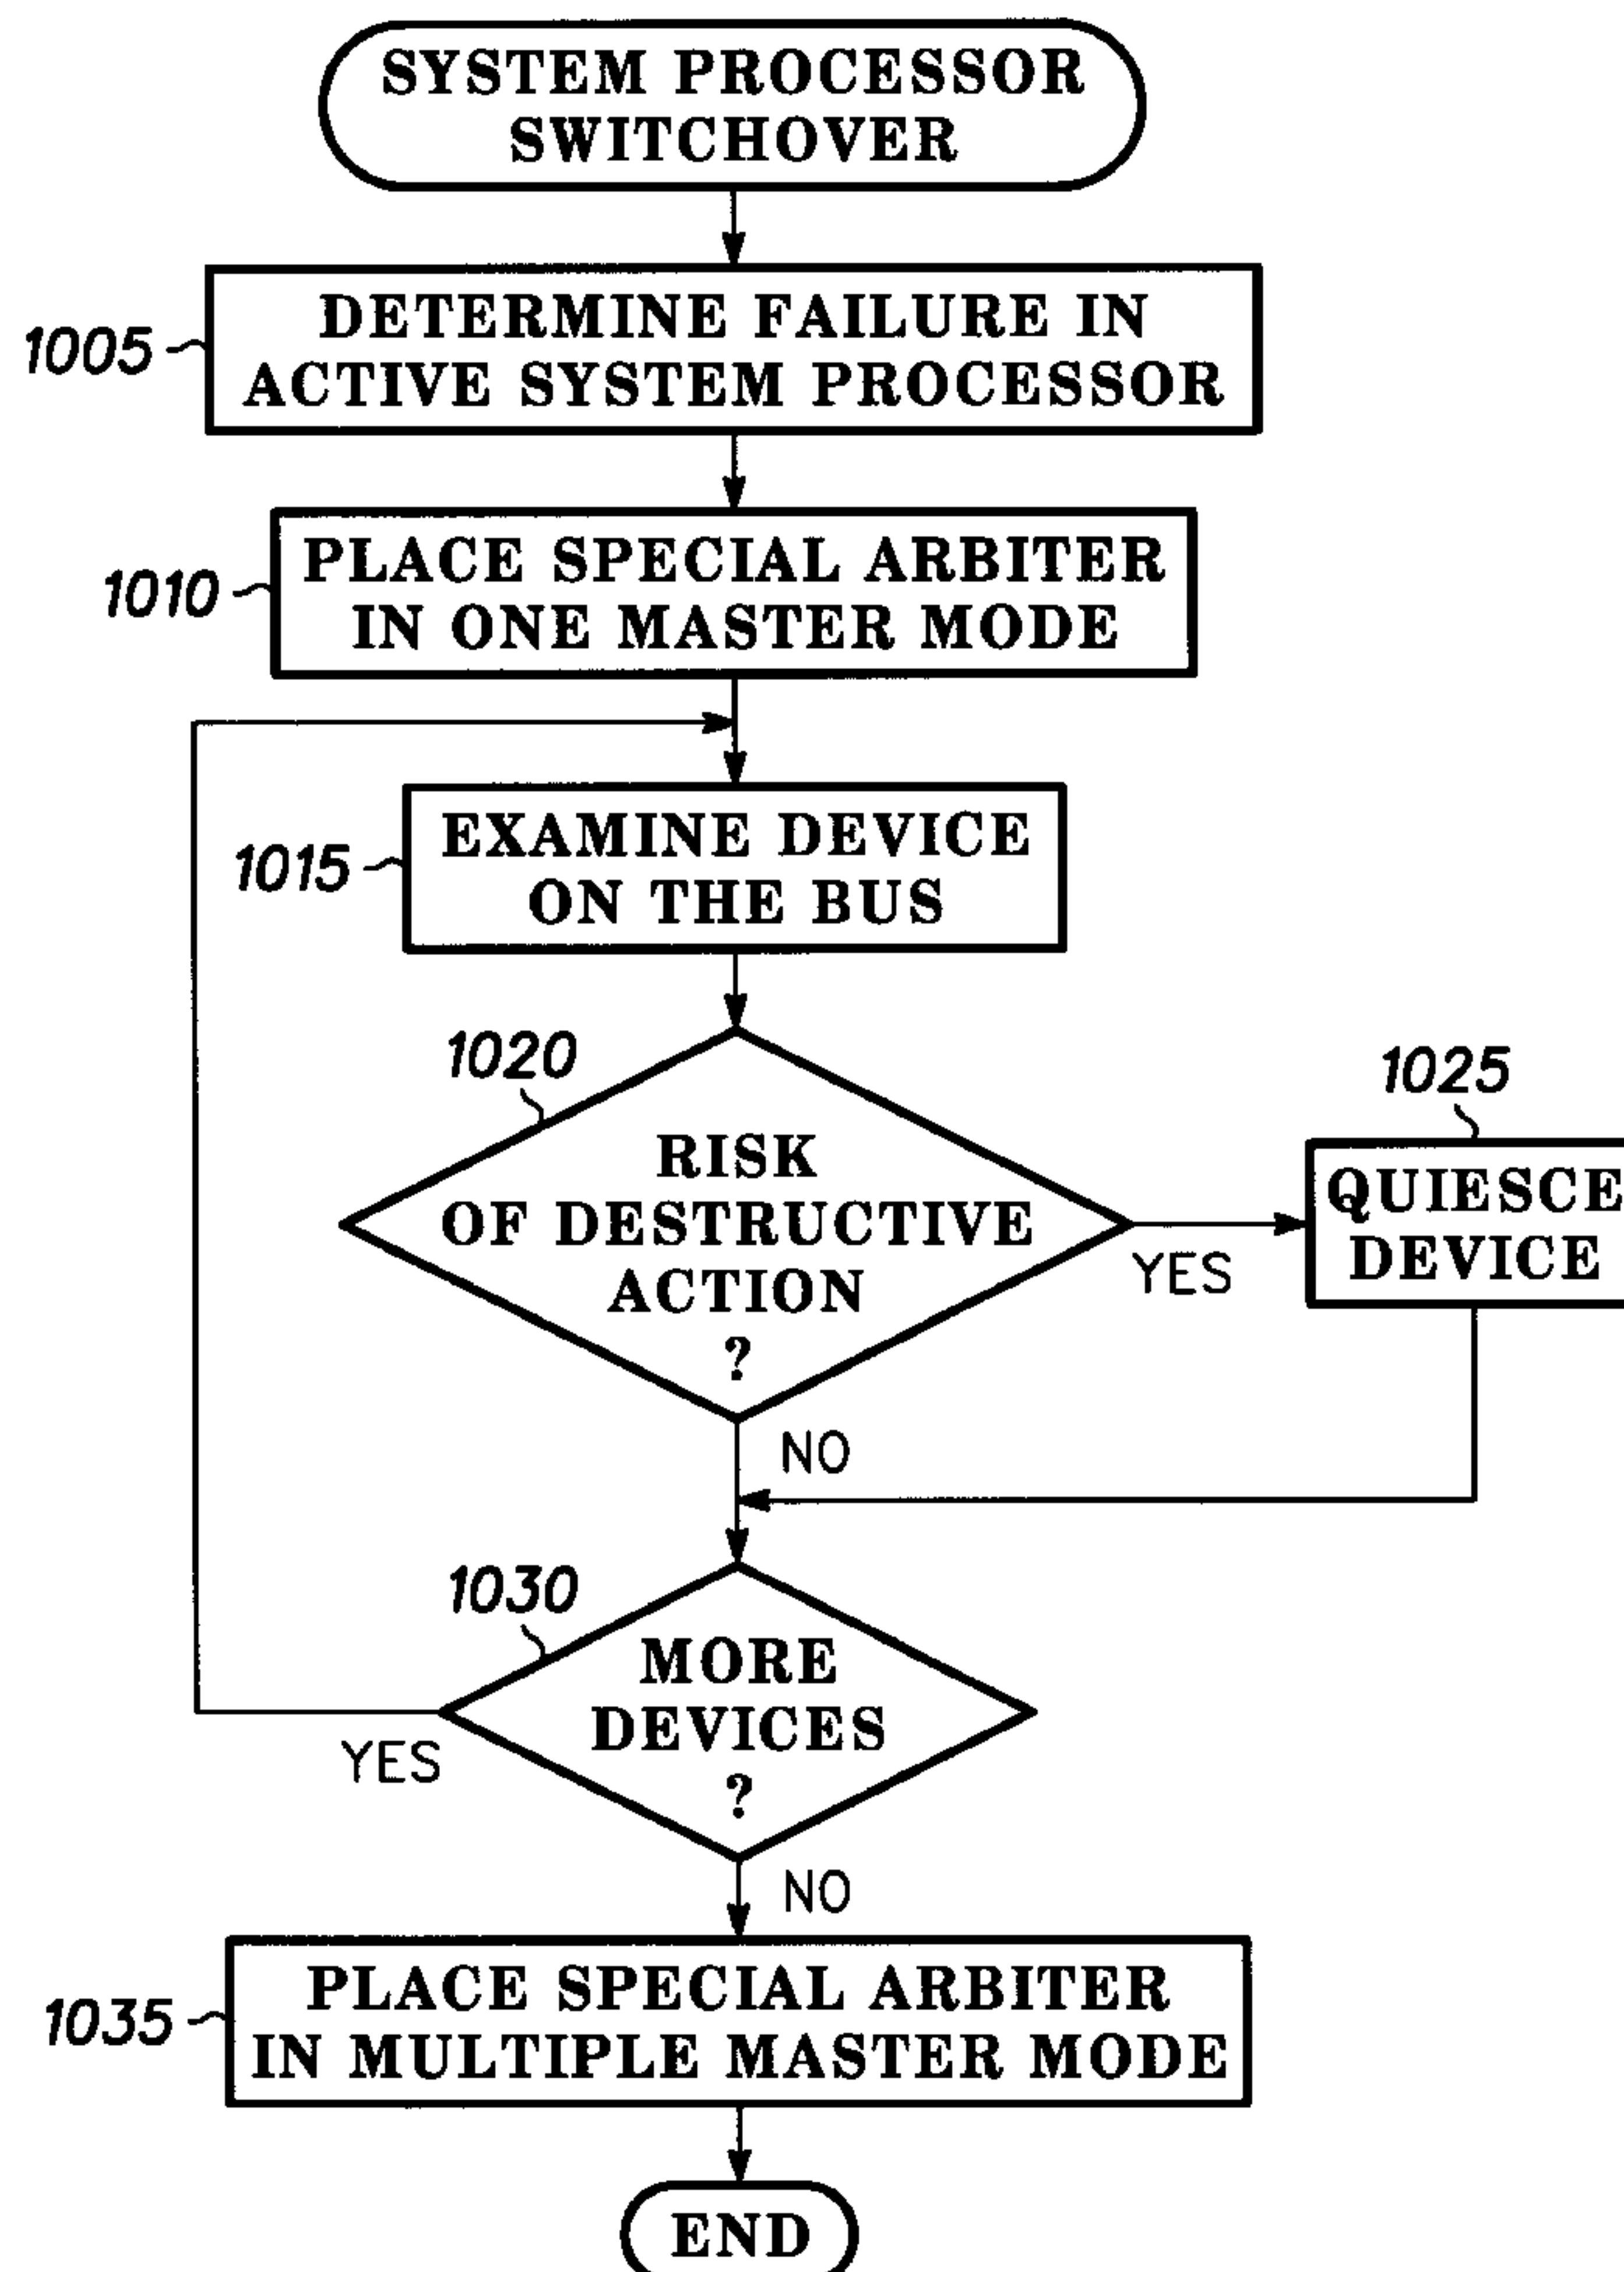 SYSTEM PROCESSOR
SWITCHOVER
1005
DETERMINE FAILURE IN
ACTIVE SYSTEM PROCESSOR
1010
PLACE SPECIAL ARBITER
IN ONE MASTER MODE
1015
EXAMINE DEVICE
ON THE BUS
1020
RISK
OF DESTRUCTIVE
ACTION
?
YES
1025
QUIESCE
DEVICE
NO
1030
MORE
DEVICES
?
YES
NO
1035
PLACE SPECIAL ARBITER
IN MULTIPLE MASTER MODE
END